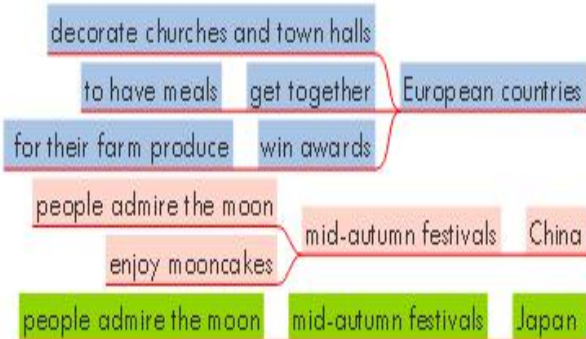 decorate churches and town halls
to have meals get together European countries
for their farm produce win awards
people admire the moon
mid-autumn festivals China
enjoy mooncakes
people admire the moon mid-autumn festivals Japan